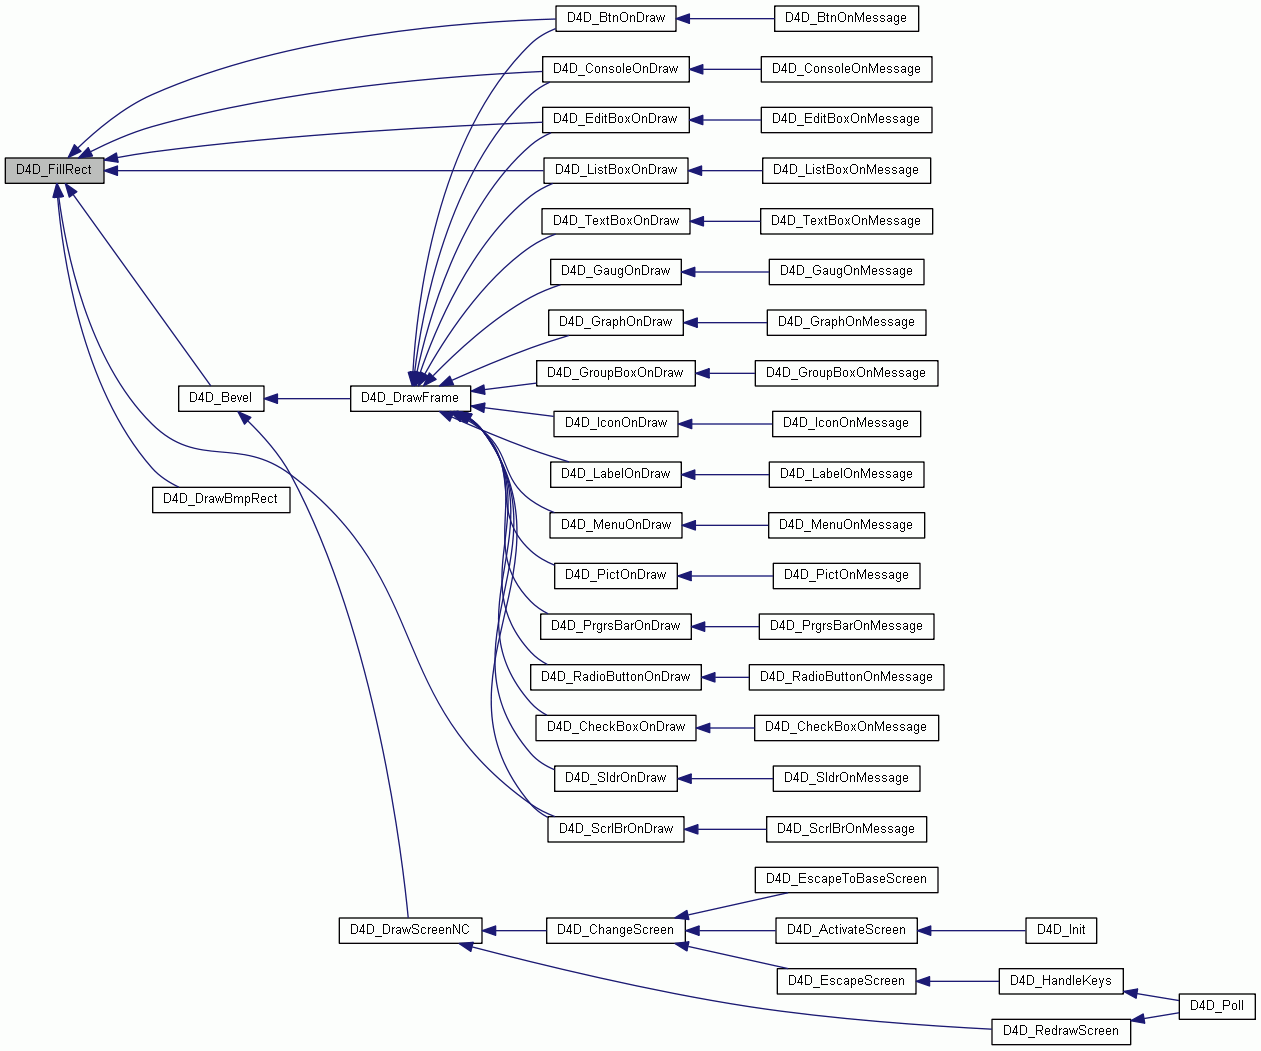 D4D_BtnOnDraw
D4D_BtnOnMessage
D4D_ConsoleOnDraw
D4D_ConsoleOnMessage
D4D_EditBoxOnDraw
D4D_EditBoxOnMessage
D4D_FillRect
D4D_ListBoxOnDraw
D4D_ListBoxOnMessage
D4D_TextBoxOnDraw
D4D_TextBoxOnMessage
D4D_GaugOnDraw
D4D_GaugOnMessage
D4D_GraphOnDraw
D4D_GraphOnMessage
D4D_GroupBoxOnDraw
D4D_GroupBoxOnMessage
D4D_Bevel
D4D_DrawFrame
D4D_IconOnDraw
D4D_IconOnMessage
D4D_LabelOnDraw
D4D_LabelOnMessage
D4D_DrawBmpRect
D4D_MenuOnDraw
D4D_MenuOnMessage
D4D_PictOnDraw
D4D_PictOnMessage
D4D_PrgrsBarOnDraw
D4D_PrgrsBarOnMessage
D4D_RadioButtonOnDraw
D4D_RadioButtonOnMessage
D4D_CheckBoxOnDraw
D4D_CheckBoxOnMessage
D4D_SldrOnDraw
D4D_SldrOnMessage
D4D_ScrlBrOnDraw
D4D_ScrlBrOnMessage
D4D_EscapeToBaseScreen
D4D_DrawScreenNC
D4D_ChangeScreen
D4D_ActivateScreen
D4D_Init
D4D_EscapeScreen
D4D_HandleKeys
D4D_Poll
D4D_RedrawScreen